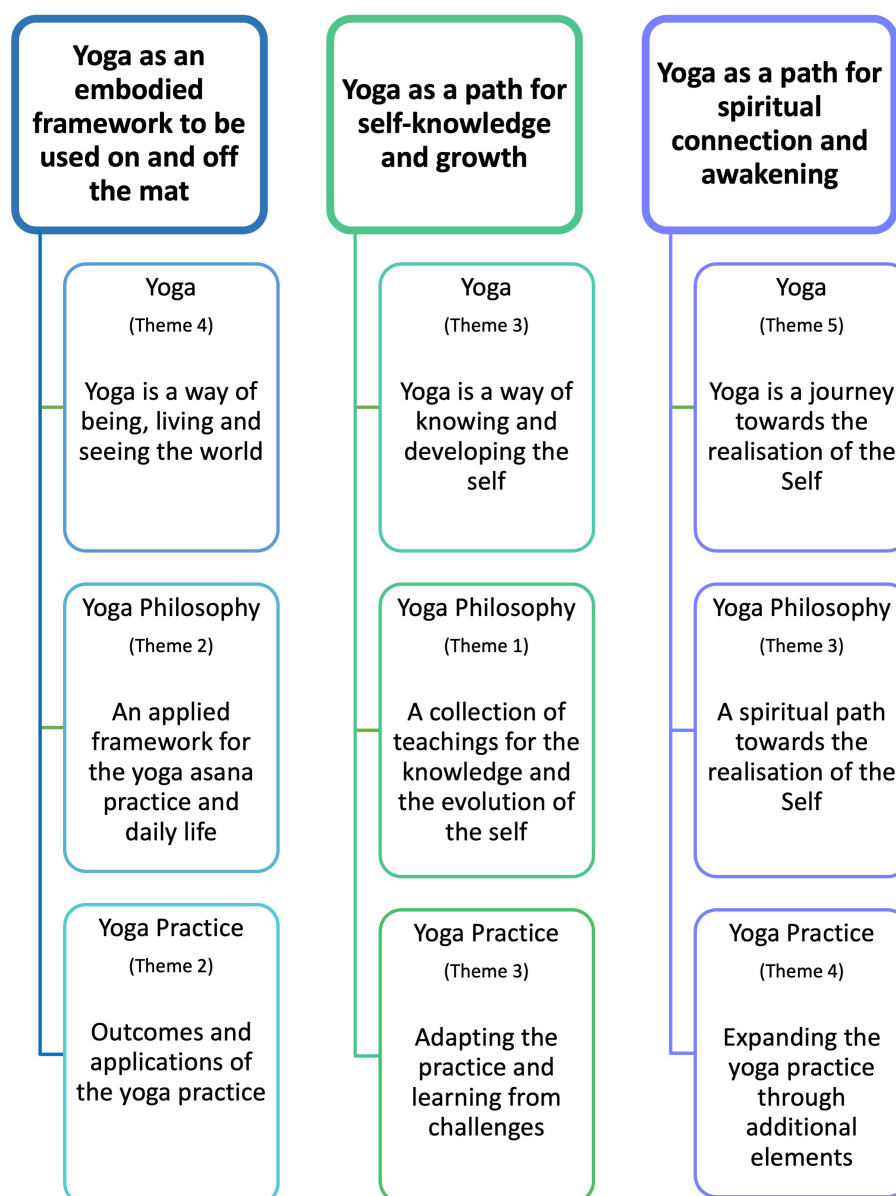 Yoga as an
embodied
framework to be
used on and off
the mat
Yoga
(Theme 4)
Yoga is a way of
being, living and
seeing the world
Yoga Philosophy
(Theme 2)
An applied
framework for
the yoga asana
practice and
daily life
Yoga Practice
(Theme 2)
Outcomes and
applications of
the yoga practice
Yoga as a path for
self-knowledge
and growth
Yoga
(Theme 3)
Yoga is a way of
knowing and
developing the
self
Yoga Philosophy
(Theme 1)
A collection of
teachings for the
knowledge and
the evolution of
the self
Yoga Practice
(Theme 3)
Adapting the
practice and
learning from
challenges
Yoga as a path for
spiritual
connection and
awakening
Yoga
(Theme 5)
Yoga is a journey
towards the
realisation of the
Self
Yoga Philosophy
(Theme 3)
A spiritual path
towards the
realisation of the
Self
Yoga Practice
(Theme 4)
Expanding the
yoga practice
through
additional
elements